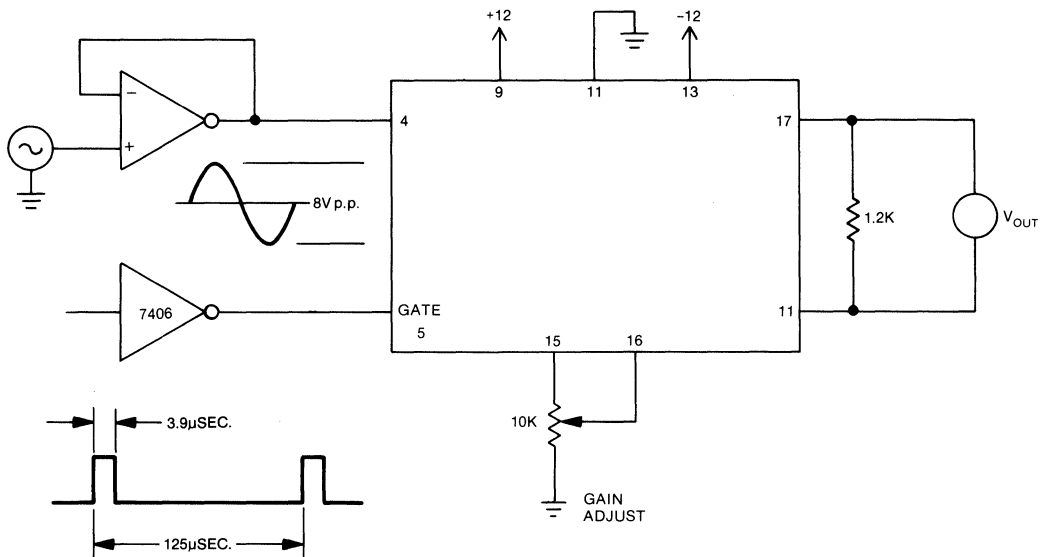 +12
-12
9
11
13
−
+
4
17
8V p.p.
1.2K
V OUT
7406
GATE
5
11
15
16
3.9µSEC.
10K
GAIN
ADJUST
125µSEC.